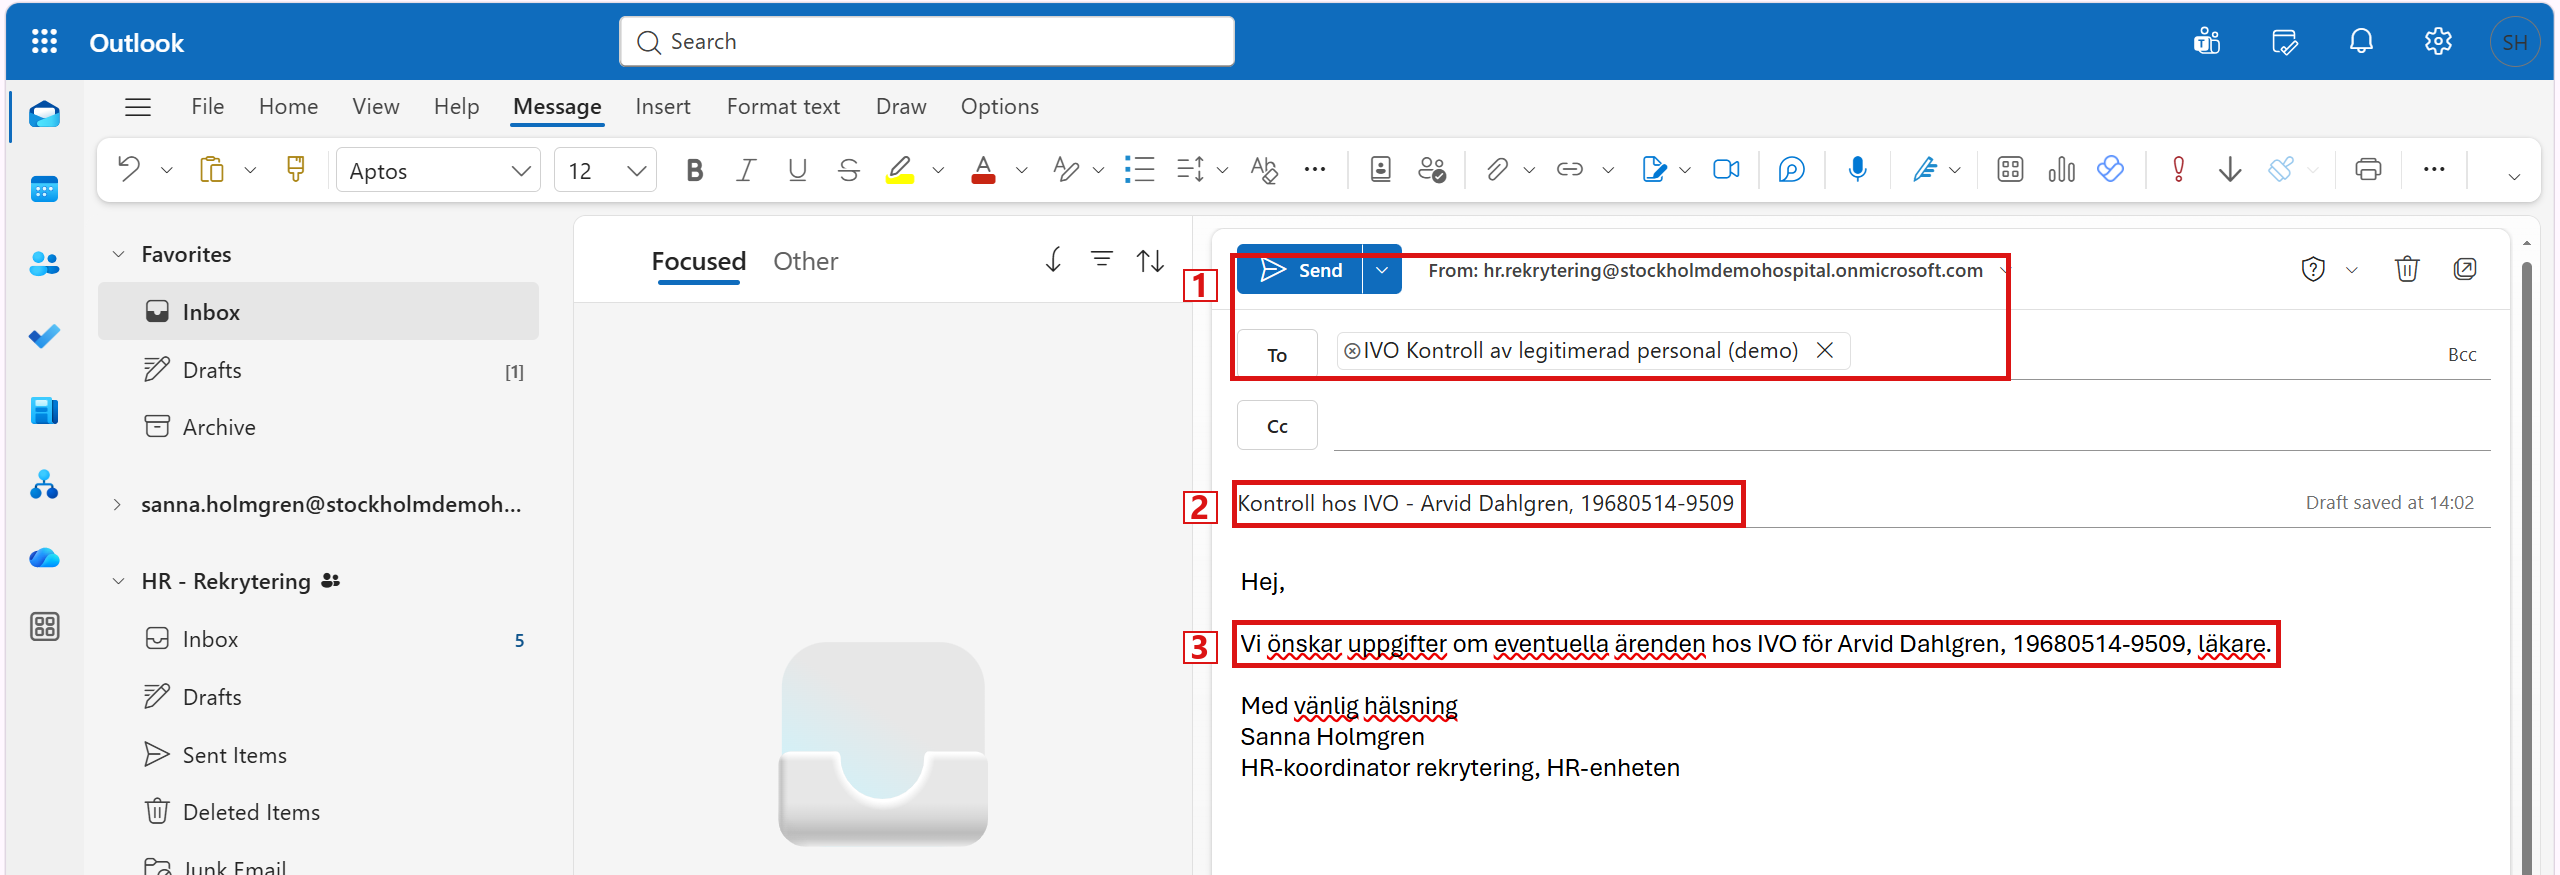 Outlook
Search
SH
File Home View Help Message Insert Format text Draw Options
Aptos 12
Favorites
Inbox
Drafts [1]
Archive
sanna.holmgren@stockholmdemoh...
HR - Rekrytering
Inbox 5
Drafts
Sent Items
Deleted Items
Junk Email
Focused Other
1
Send From: hr.rekrytering@stockholmdemohospital.onmicrosoft.com
To IVO Kontroll av legitimerad personal (demo) Bcc
Cc
2
Kontroll hos IVO - Arvid Dahlgren, 19680514-9509 Draft saved at 14:02
Hej,
3
Vi önskar uppgifter om eventuella ärenden hos IVO för Arvid Dahlgren, 19680514-9509, läkare.
Med vänlig hälsning
Sanna Holmgren
HR-koordinator rekrytering, HR-enheten